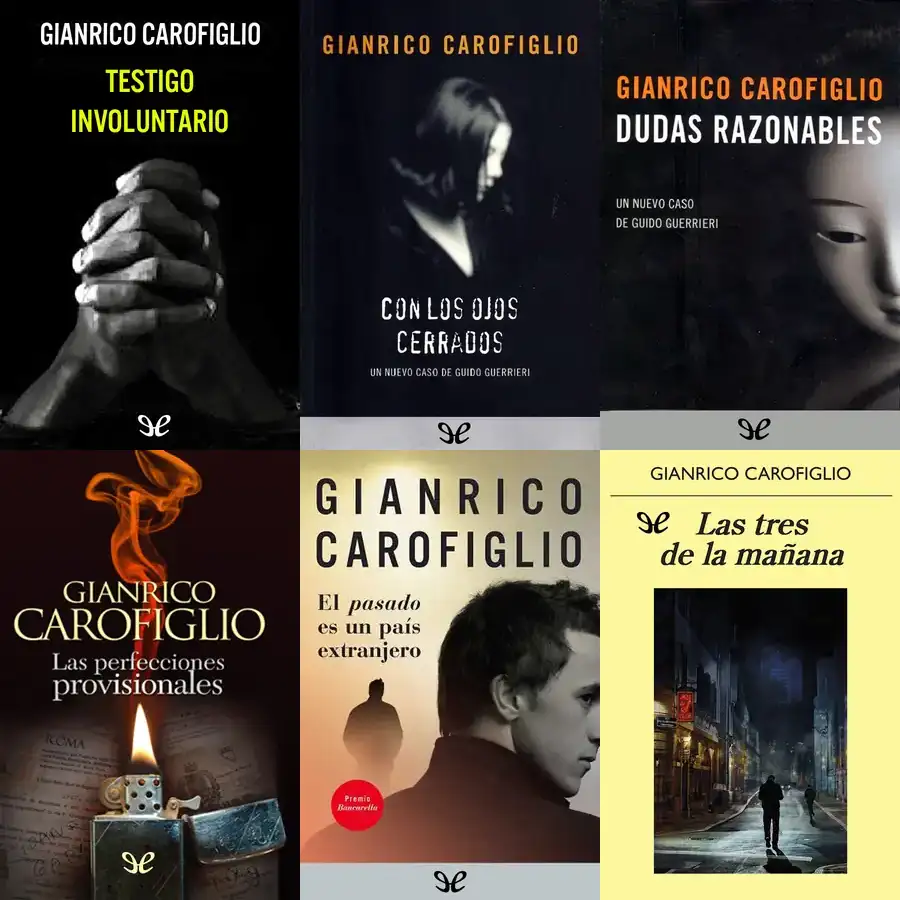 GIANRICO CAROFIGLIO
TESTIGO
INVOLUNTARIO
GIANRICO CAROFIGLIO
CON LOS OJOS
CERRADOS
UN NUEVO CASO DE GUIDO GUERRIERI
GIANRICO CAROFIGLIO
DUDAS RAZONABLES
UN NUEVO CASO
DE GUIDO GUERRIERI
GIANRICO
CAROFIGLIO
Las perfecciones
provisionales
GIANRICO
CAROFIGLIO
El pasado
es un país
extranjero
Premio
Bancarella
GIANRICO CAROFIGLIO
Las tres
de la mañana